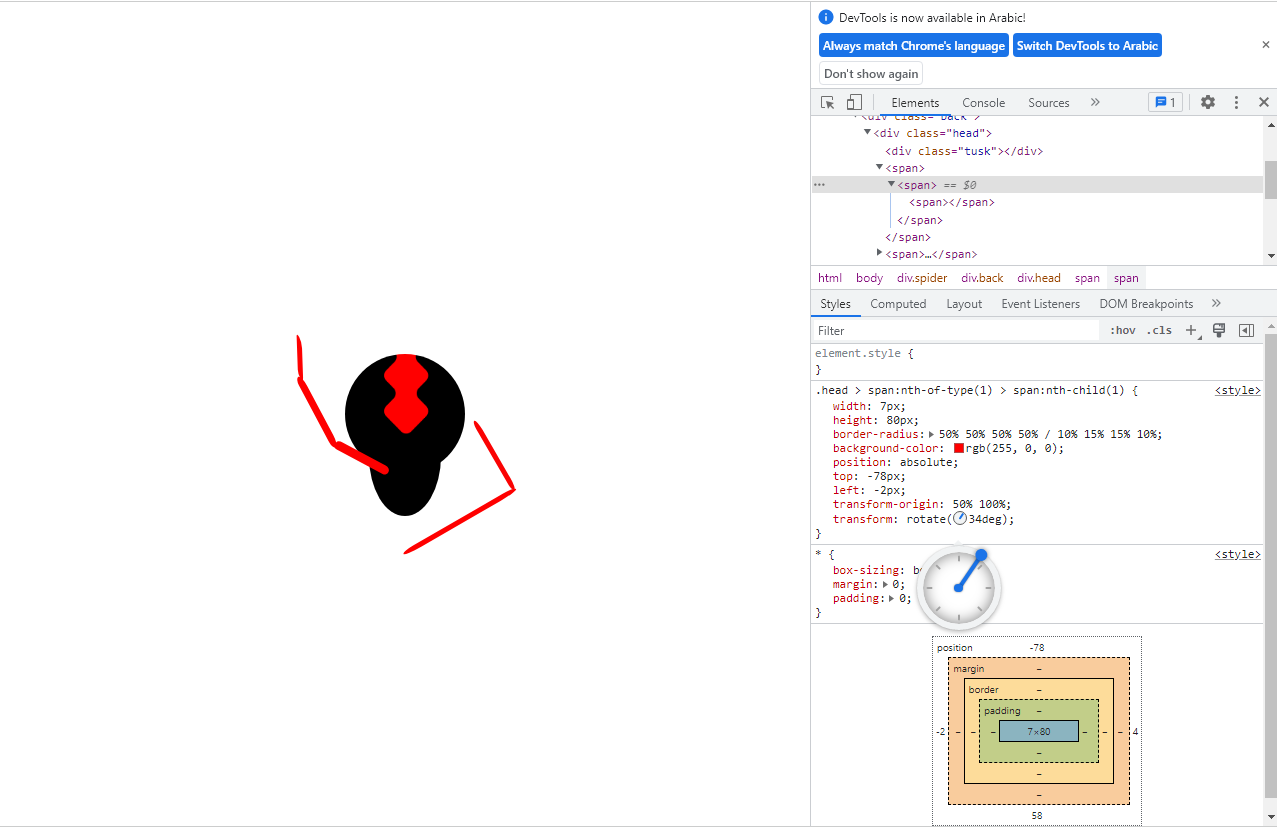 DevTools is now available in Arabic!
Always match Chrome's language Switch DevTools to Arabic
Don't show again
Elements Console Sources » 1
<div class="back">
<div class="head">
<div class="tusk"></div>
<span>
… <span> == $0
<span></span>
</span>
</span>
<span>…</span>
html body div.spider div.back div.head span span
Styles Computed Layout Event Listeners DOM Breakpoints »
Filter :hov .cls +
element.style {
}
.head > span:nth-of-type(1) > span:nth-child(1) { <style>
width: 7px;
height: 80px;
border-radius: 50% 50% 50% 50% / 10% 15% 15% 10%;
background-color: rgb(255, 0, 0);
position: absolute;
top: -78px;
left: -2px;
transform-origin: 50% 100%;
transform: rotate(34deg);
}
* { <style>
box-sizing: b
margin: 0;
padding: 0;
}
position -78
margin –
border –
padding –
-2 – – – 7×80 – – – 4
–
–
–
58